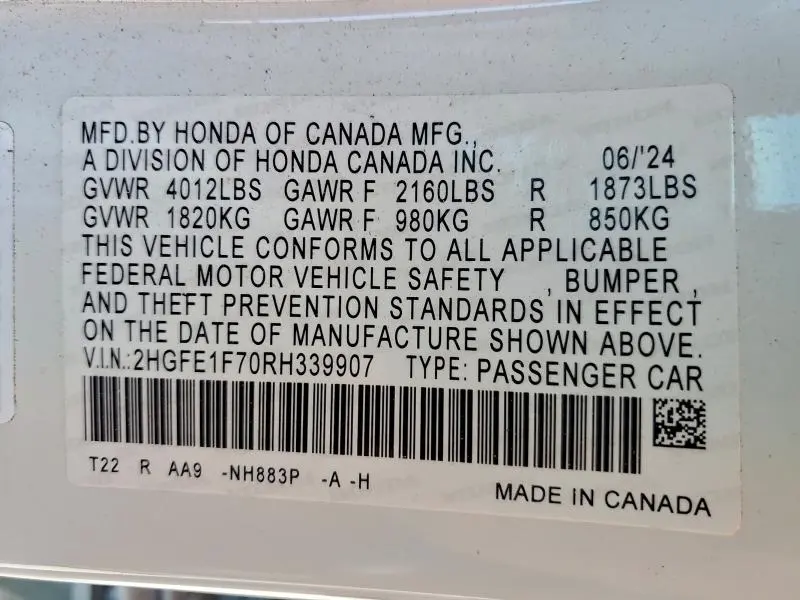 MFD.BY HONDA OF CANADA MFG.,
A DIVISION OF HONDA CANADA INC. 06/'24
GVWR 4012LBS GAWR F 2160LBS R 1873LBS
GVWR 1820KG GAWR F 980KG R 850KG
THIS VEHICLE CONFORMS TO ALL APPLICABLE
FEDERAL MOTOR VEHICLE SAFETY , BUMPER ,
AND THEFT PREVENTION STANDARDS IN EFFECT
ON THE DATE OF MANUFACTURE SHOWN ABOVE.
V.I.N.:2HGFE1F70RH339907 TYPE: PASSENGER CAR
T22 R AA9 -NH883P -A -H
MADE IN CANADA